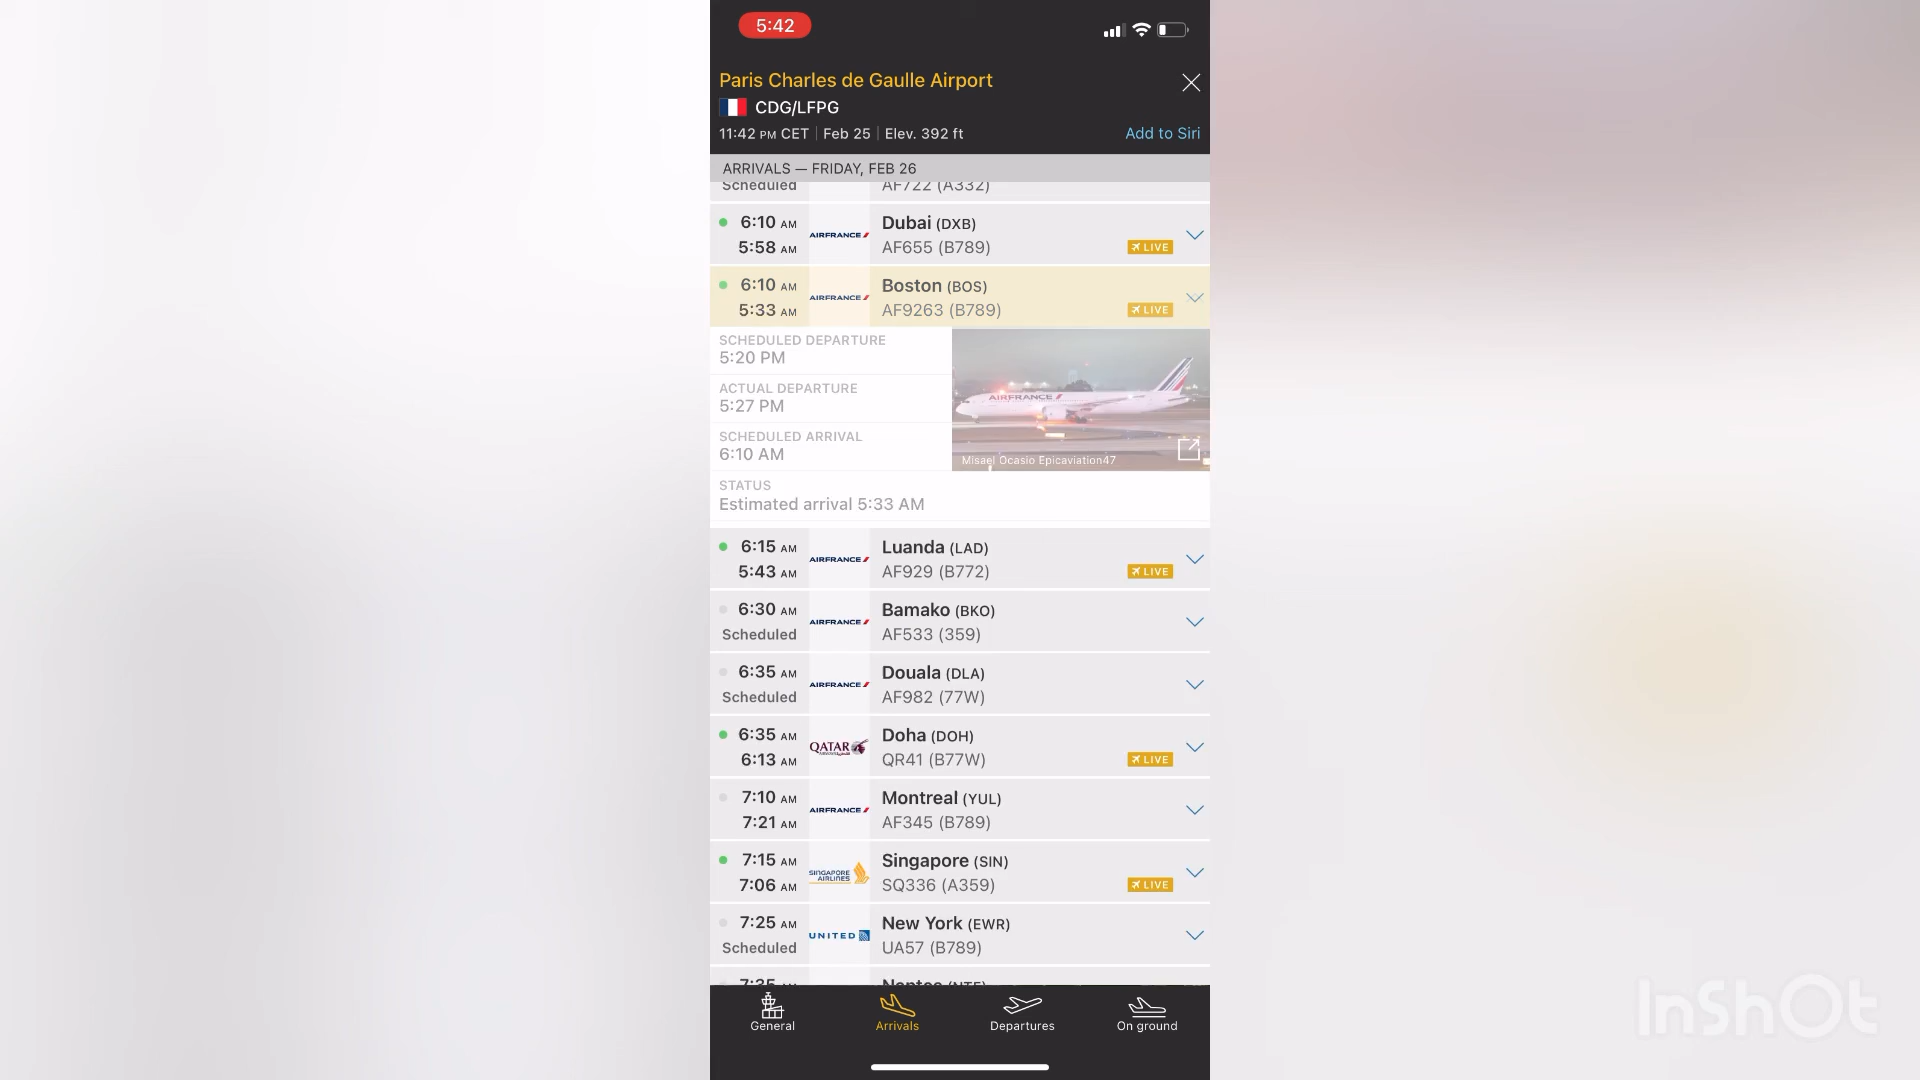 5:42
Paris Charles de Gaulle Airport
CDG/LFPG
11:42 PM CET | Feb 25 | Elev. 392 ft
Add to Siri
ARRIVALS — FRIDAY, FEB 26
Scheduled
AF722 (A332)
6:10 AM
5:58 AM
AIRFRANCE
Dubai (DXB)
AF655 (B789)
LIVE
6:10 AM
5:33 AM
AIRFRANCE
Boston (BOS)
AF9263 (B789)
LIVE
SCHEDULED DEPARTURE
5:20 PM
ACTUAL DEPARTURE
5:27 PM
SCHEDULED ARRIVAL
6:10 AM
AIRFRANCE
Misael Ocasio Epicaviation47
STATUS
Estimated arrival 5:33 AM
6:15 AM
5:43 AM
AIRFRANCE
Luanda (LAD)
AF929 (B772)
LIVE
6:30 AM
Scheduled
AIRFRANCE
Bamako (BKO)
AF533 (359)
6:35 AM
Scheduled
AIRFRANCE
Douala (DLA)
AF982 (77W)
6:35 AM
6:13 AM
QATAR
Doha (DOH)
QR41 (B77W)
LIVE
7:10 AM
7:21 AM
AIRFRANCE
Montreal (YUL)
AF345 (B789)
7:15 AM
7:06 AM
SINGAPORE
AIRLINES
Singapore (SIN)
SQ336 (A359)
LIVE
7:25 AM
Scheduled
UNITED
New York (EWR)
UA57 (B789)
7:35 AM
Nantes (NTE)
General
Arrivals
Departures
On ground
InShOt